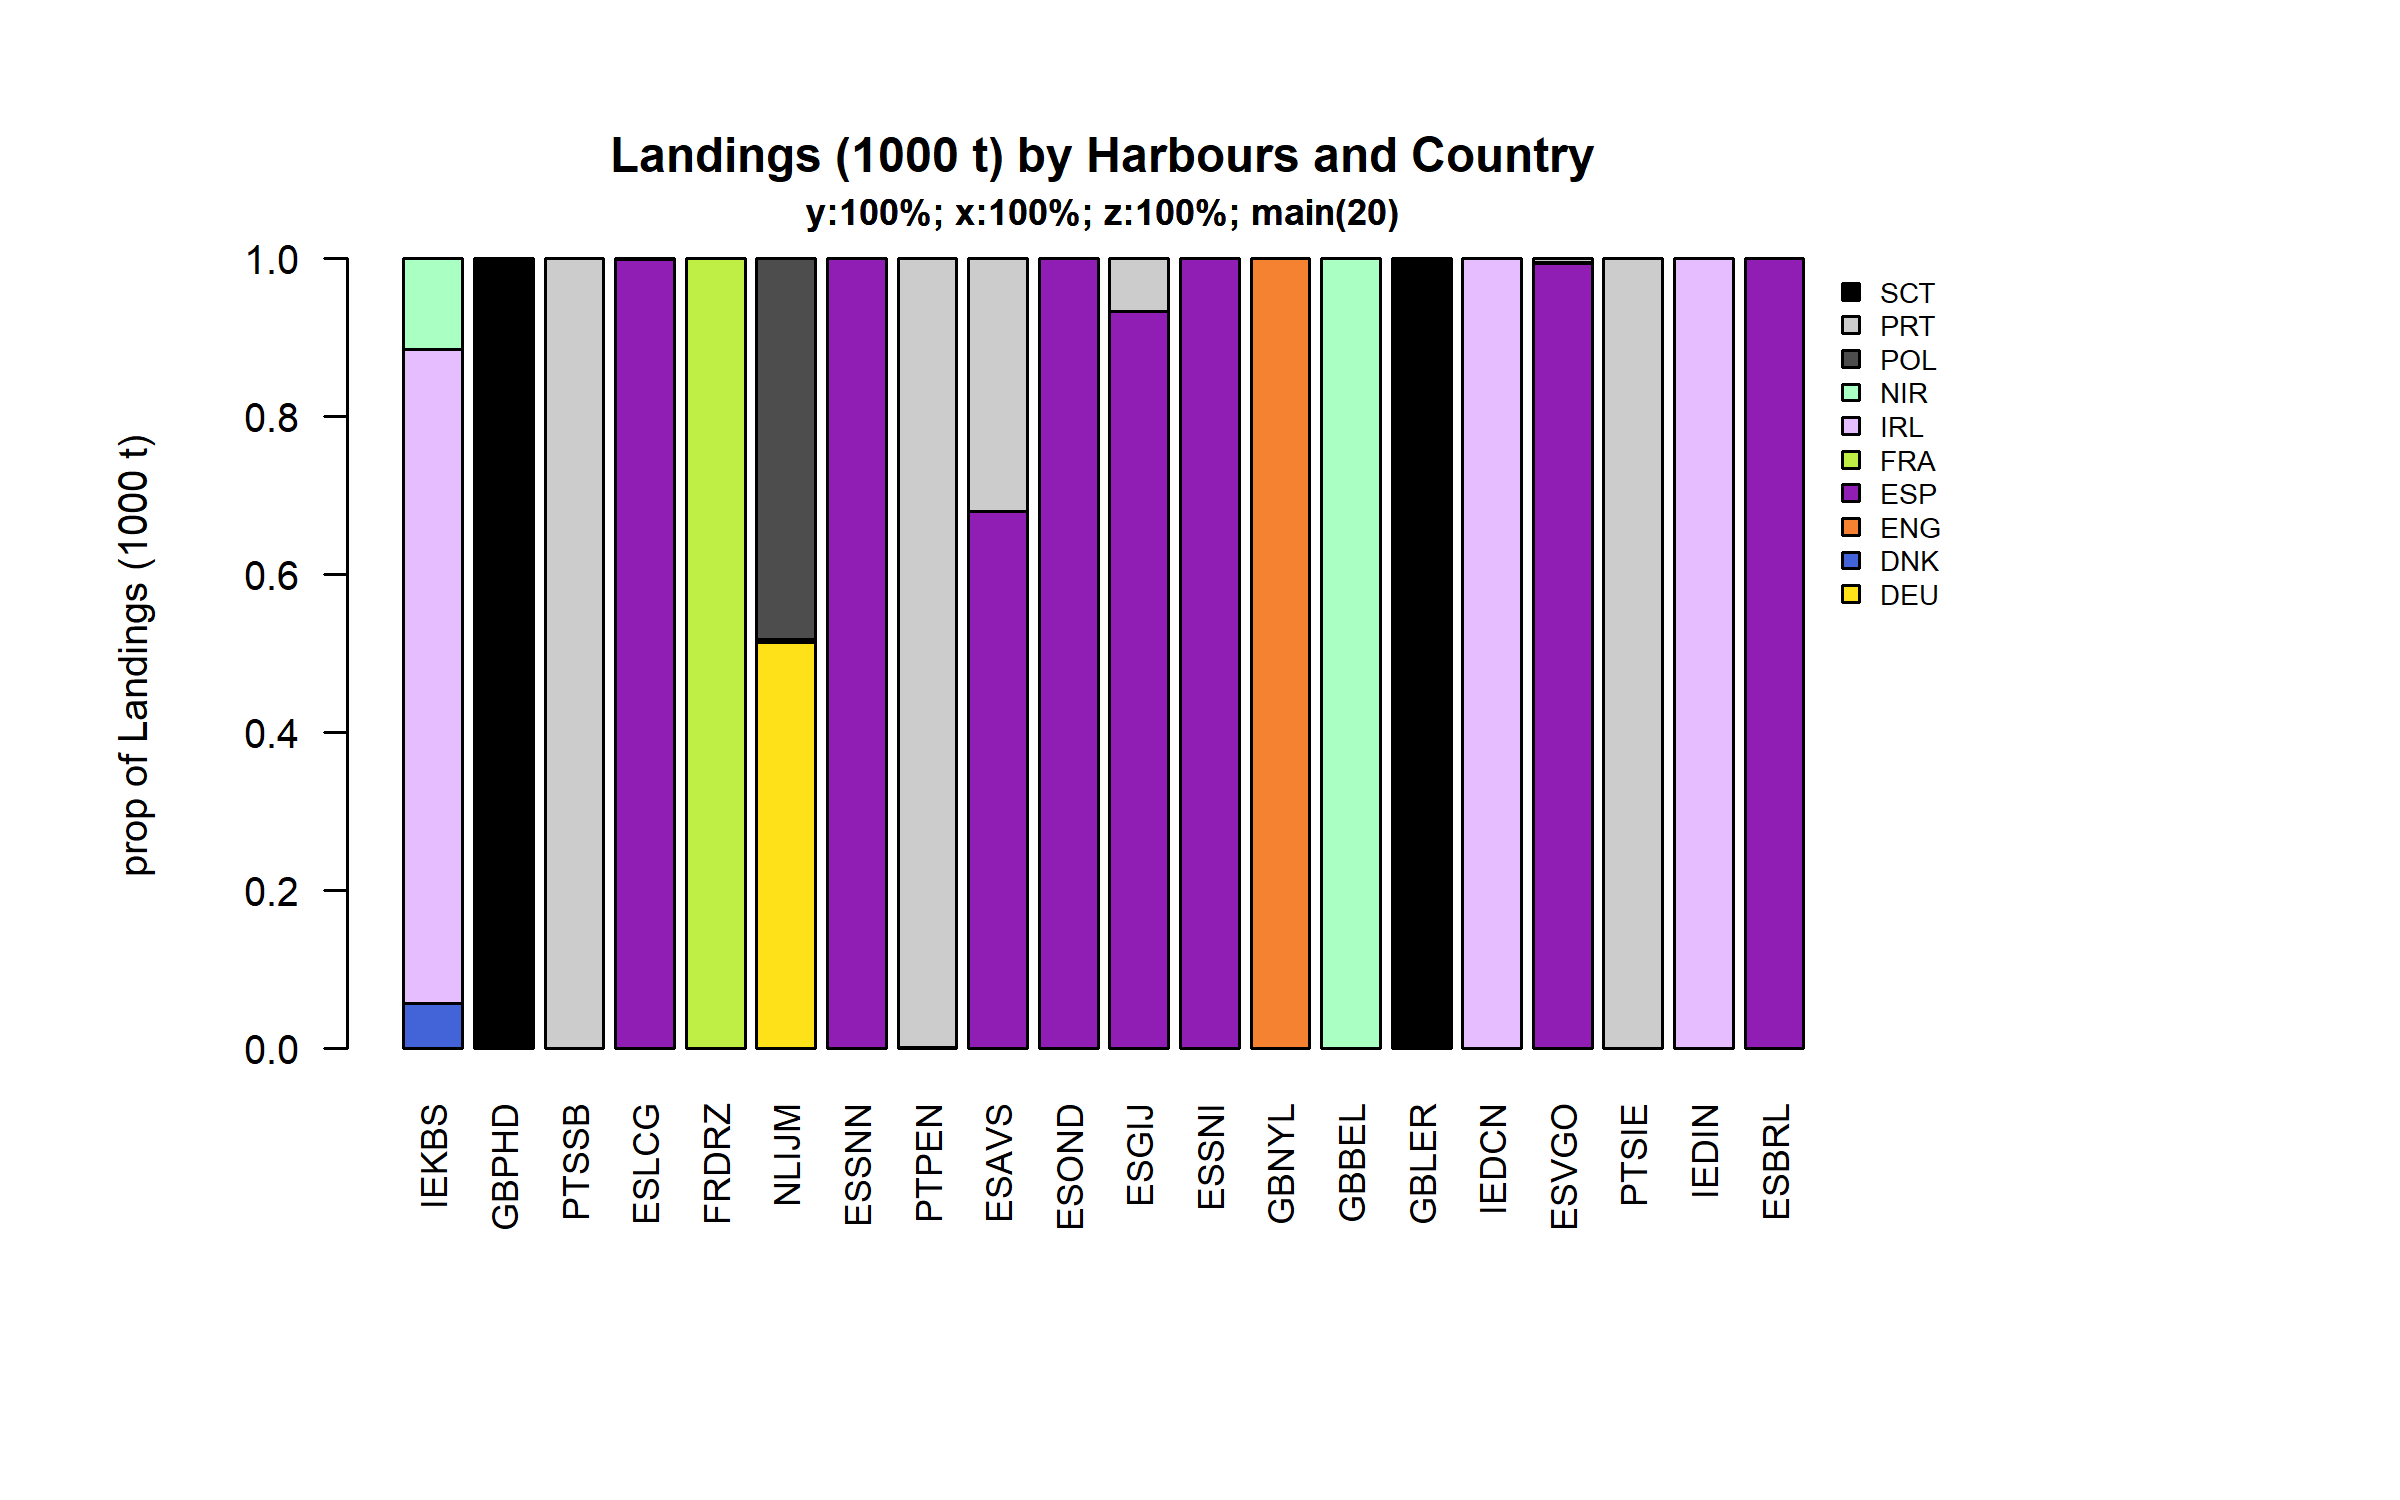 Landings (1000 t) by Harbours and Country
y:100%; x:100%; z:100%; main(20)
prop of Landings (1000 t)
1.0
0.8
0.6
0.4
0.2
0.0
SCT
PRT
POL
NIR
IRL
FRA
ESP
ENG
DNK
DEU
IEKBS
GBPHD
PTSSB
ESLCG
FRDRZ
NLIJM
ESSNN
PTPEN
ESAVS
ESOND
ESGIJ
ESSNI
GBNYL
GBBEL
GBLER
IEDCN
ESVGO
PTSIE
IEDIN
ESBRL